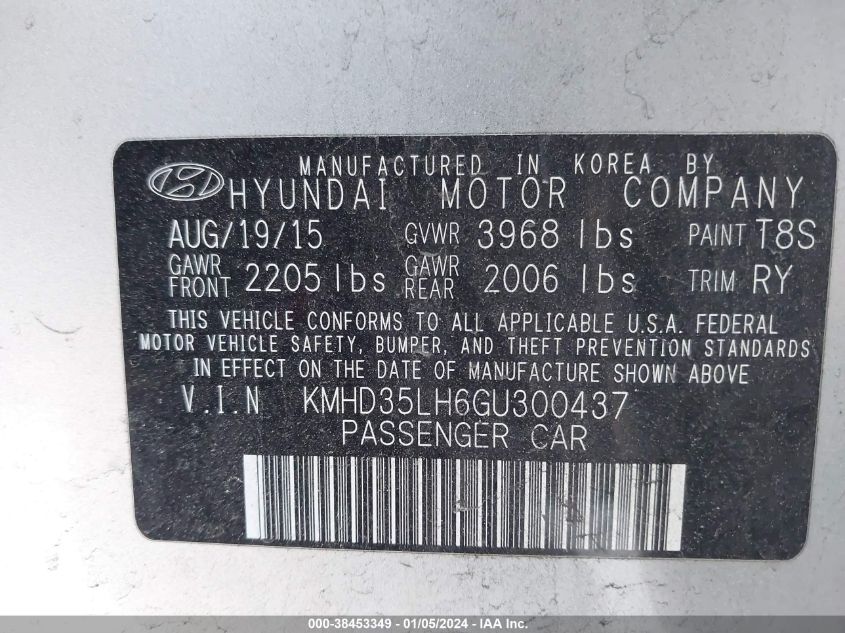 MANUFACTURED IN KOREA BY
HYUNDAI MOTOR COMPANY
AUG/19/15 GVWR 3968 lbs PAINT T8S
GAWR FRONT 2205 lbs GAWR REAR 2006 lbs TRIM RY
THIS VEHICLE CONFORMS TO ALL APPLICABLE U.S.A. FEDERAL
MOTOR VEHICLE SAFETY, BUMPER, AND THEFT PREVENTION STANDARDS
IN EFFECT ON THE DATE OF MANUFACTURE SHOWN ABOVE
V.I.N KMHD35LH6GU300437
PASSENGER CAR
000-38453349 - 01/05/2024 - IAA Inc.